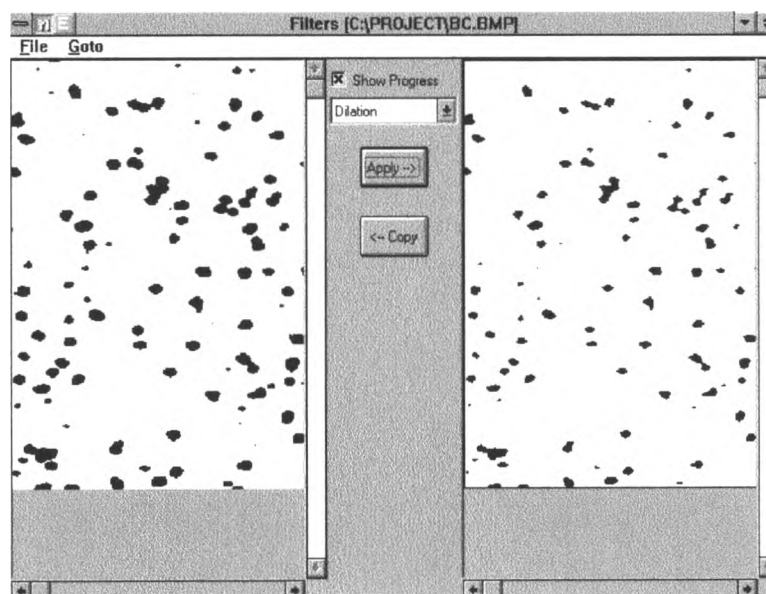 Filters [C:\PROJECT\BC.BMP]
File Goto
Show Progress
Dilation
Apply -->
<-- Copy